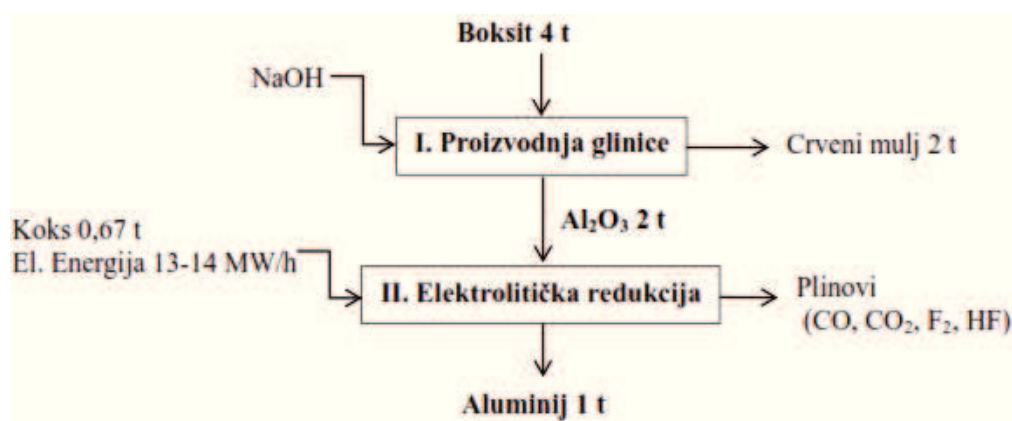 Boksit 4 t
NaOH
I. Proizvodnja glinice
Crveni mulj 2 t
Al₂O₃ 2 t
Koks 0,67 t
El. Energija 13-14 MW/h
II. Elektrolitička redukcija
Plinovi
(CO, CO₂, F₂, HF)
Aluminij 1 t